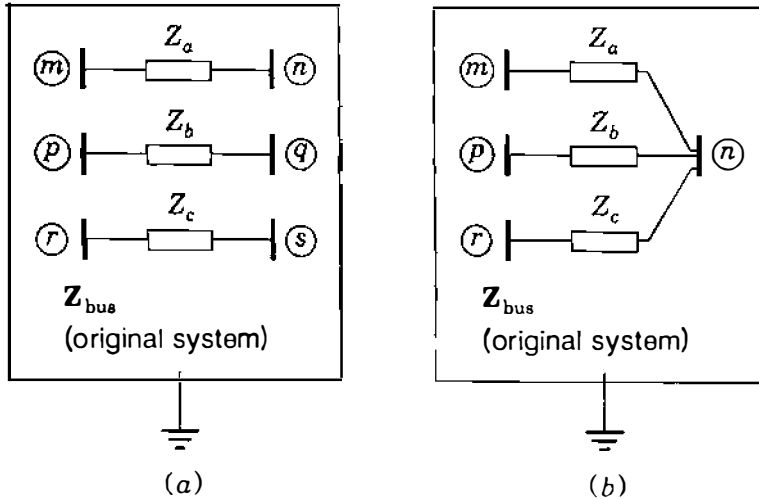 Z_a
m n
Z_b
p q
Z_c
r s
Z_bus
(original system)
(a)
Z_a
m
Z_b
p n
Z_c
r
Z_bus
(original system)
(b)